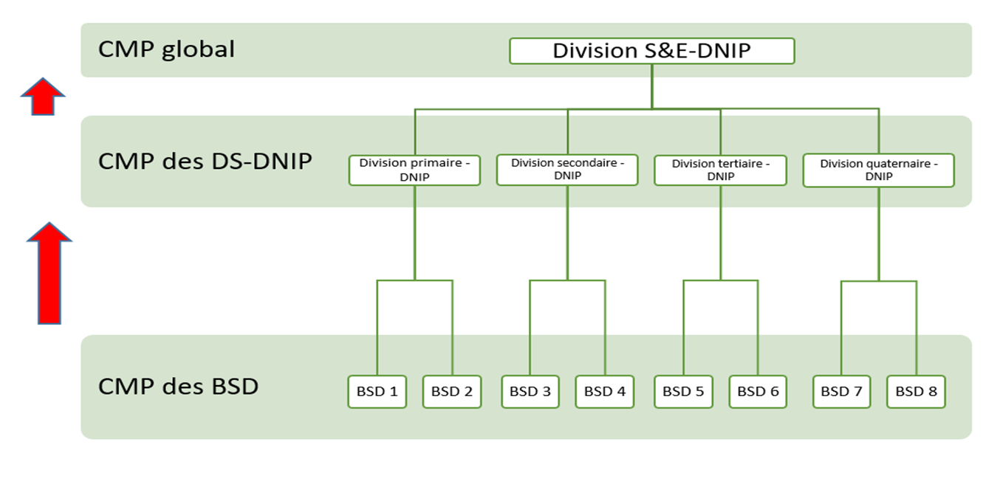 CMP global
Division S&E-DNIP
CMP des DS-DNIP
Division primaire -
DNIP
Division secondaire -
DNIP
Division tertiaire -
DNIP
Division quaternaire -
DNIP
CMP des BSD
BSD 1
BSD 2
BSD 3
BSD 4
BSD 5
BSD 6
BSD 7
BSD 8